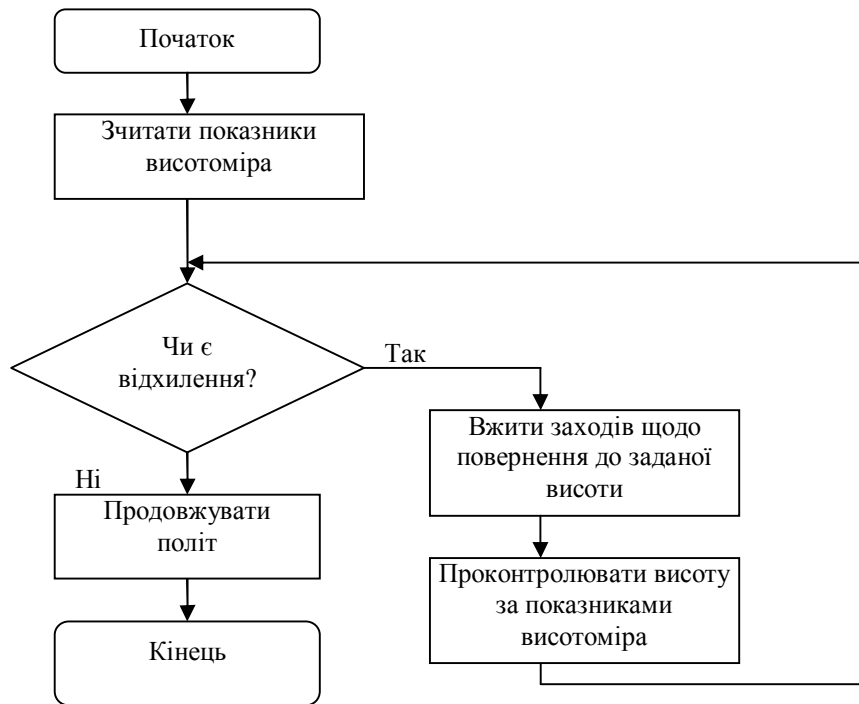 Початок
Зчитати показники
висотоміра
Чи є
відхилення?
Так
Вжити заходів щодо
повернення до заданої
висоти
Ні
Продовжувати
політ
Проконтролювати висоту
за показниками
висотоміра
Кінець